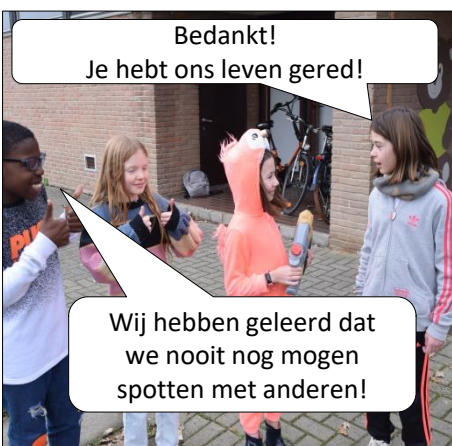 Bedankt!
Je hebt ons leven gered!
Wij hebben geleerd dat
we nooit nog mogen
spotten met anderen!